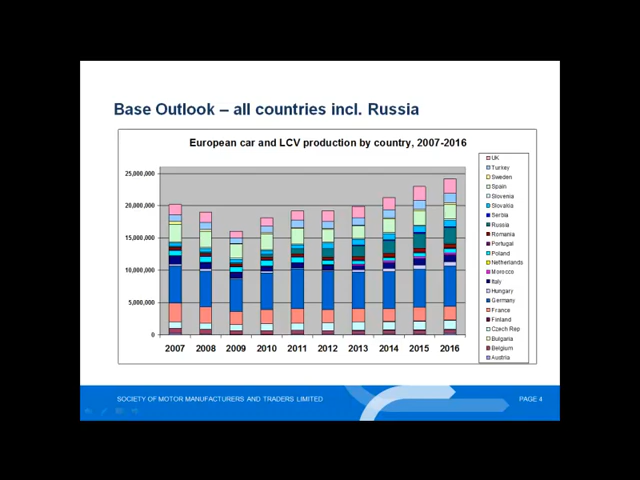 Base Outlook – all countries incl. Russia
European car and LCV production by country, 2007-2016
25,000,000
20,000,000
15,000,000
10,000,000
5,000,000
0
2007 2008 2009 2010 2011 2012 2013 2014 2015 2016
UK
Turkey
Sweden
Spain
Slovenia
Slovakia
Serbia
Russia
Romania
Portugal
Poland
Netherlands
Morocco
Italy
Hungary
Germany
France
Finland
Czech Rep
Bulgaria
Belgium
Austria
SOCIETY OF MOTOR MANUFACTURERS AND TRADERS LIMITED
PAGE 4